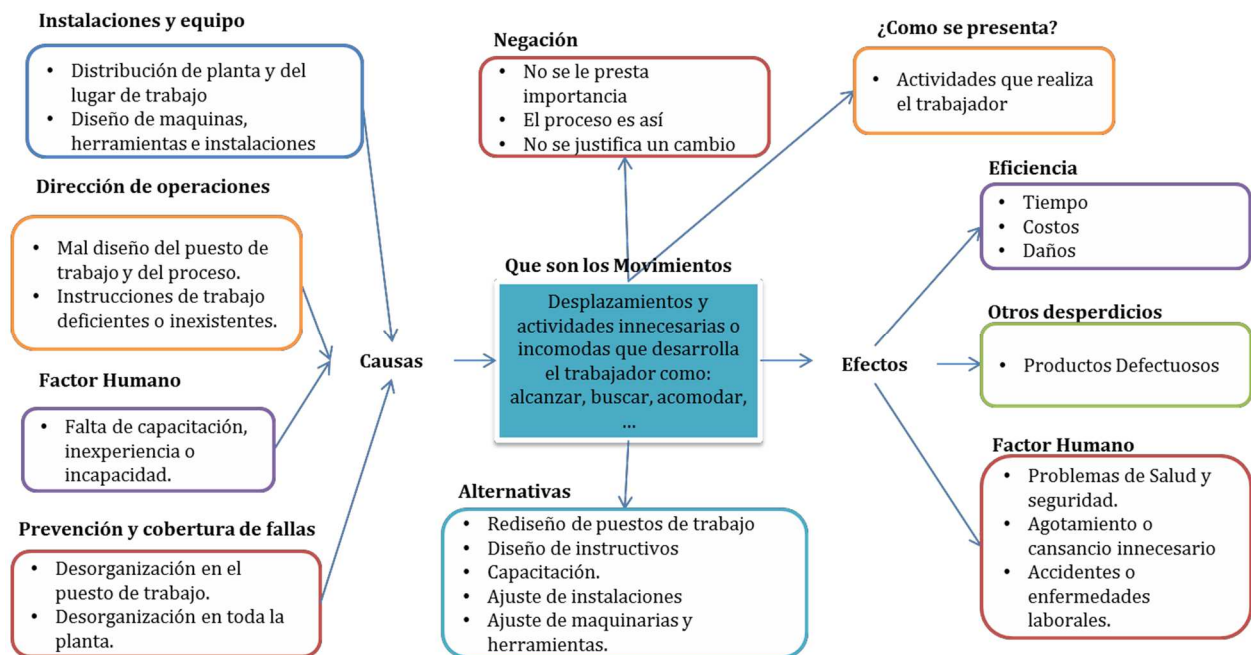 Instalaciones y equipo
• Distribución de planta y del
lugar de trabajo
• Diseño de maquinas,
herramientas e instalaciones
Dirección de operaciones
• Mal diseño del puesto de
trabajo y del proceso.
• Instrucciones de trabajo
deficientes o inexistentes.
Factor Humano
• Falta de capacitación,
inexperiencia o
incapacidad.
Prevención y cobertura de fallas
• Desorganización en el
puesto de trabajo.
• Desorganización en toda la
planta.
Causas
Negación
• No se le presta
importancia
• El proceso es así
• No se justifica un cambio
Que son los Movimientos
Desplazamientos y
actividades innecesarias o
incomodas que desarrolla
el trabajador como:
alcanzar, buscar, acomodar,
...
Alternativas
• Rediseño de puestos de trabajo
• Diseño de instructivos
• Capacitación.
• Ajuste de instalaciones
• Ajuste de maquinarias y
herramientas.
¿Como se presenta?
• Actividades que realiza
el trabajador
Efectos
Eficiencia
• Tiempo
• Costos
• Daños
Otros desperdicios
• Productos Defectuosos
Factor Humano
• Problemas de Salud y
seguridad.
• Agotamiento o
cansancio innecesario
• Accidentes o
enfermedades
laborales.